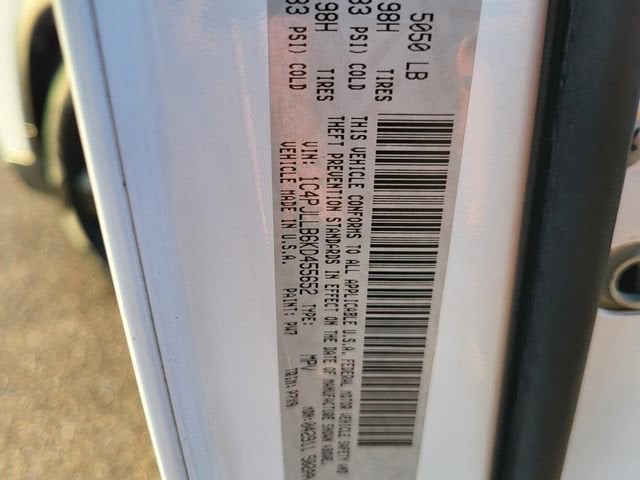 5050 LB
98H TIRES
83 PSI) COLD
98H TIRES
83 PSI) COLD
THIS VEHICLE CONFORMS TO ALL APPLICABLE U.S.A. FEDERAL MOTOR VEHICLE SAFETY AND
THEFT PREVENTION STANDARDS IN EFFECT ON THE DATE OF MANUFACTURE SHOWN ABOVE.
VIN: 1C4PJLLB6KD455652 TYPE: MPV
VEHICLE MADE IN U.S.A. PAINT: PW7